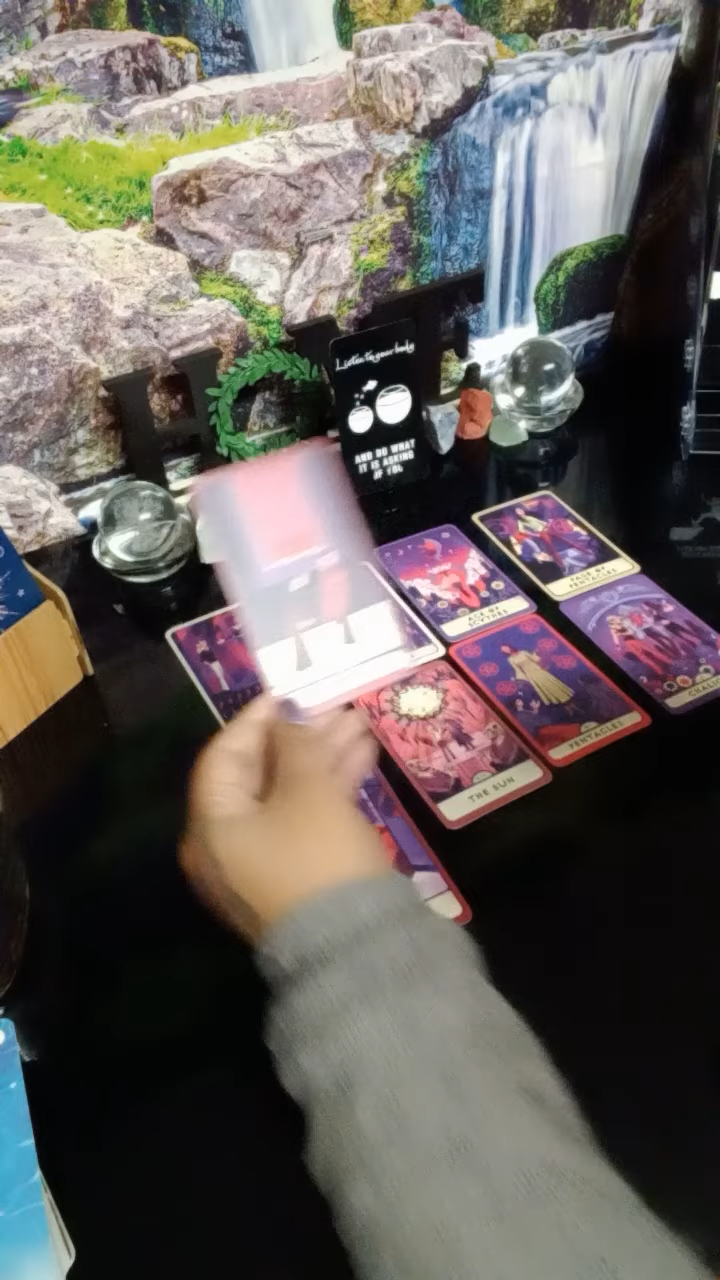 Listen to your body
AND DO WHAT
IT IS ASKING
OF YOU
PAGE OF
PENTACLES
ACE OF
SCYTHES
PENTACLES
THE SUN